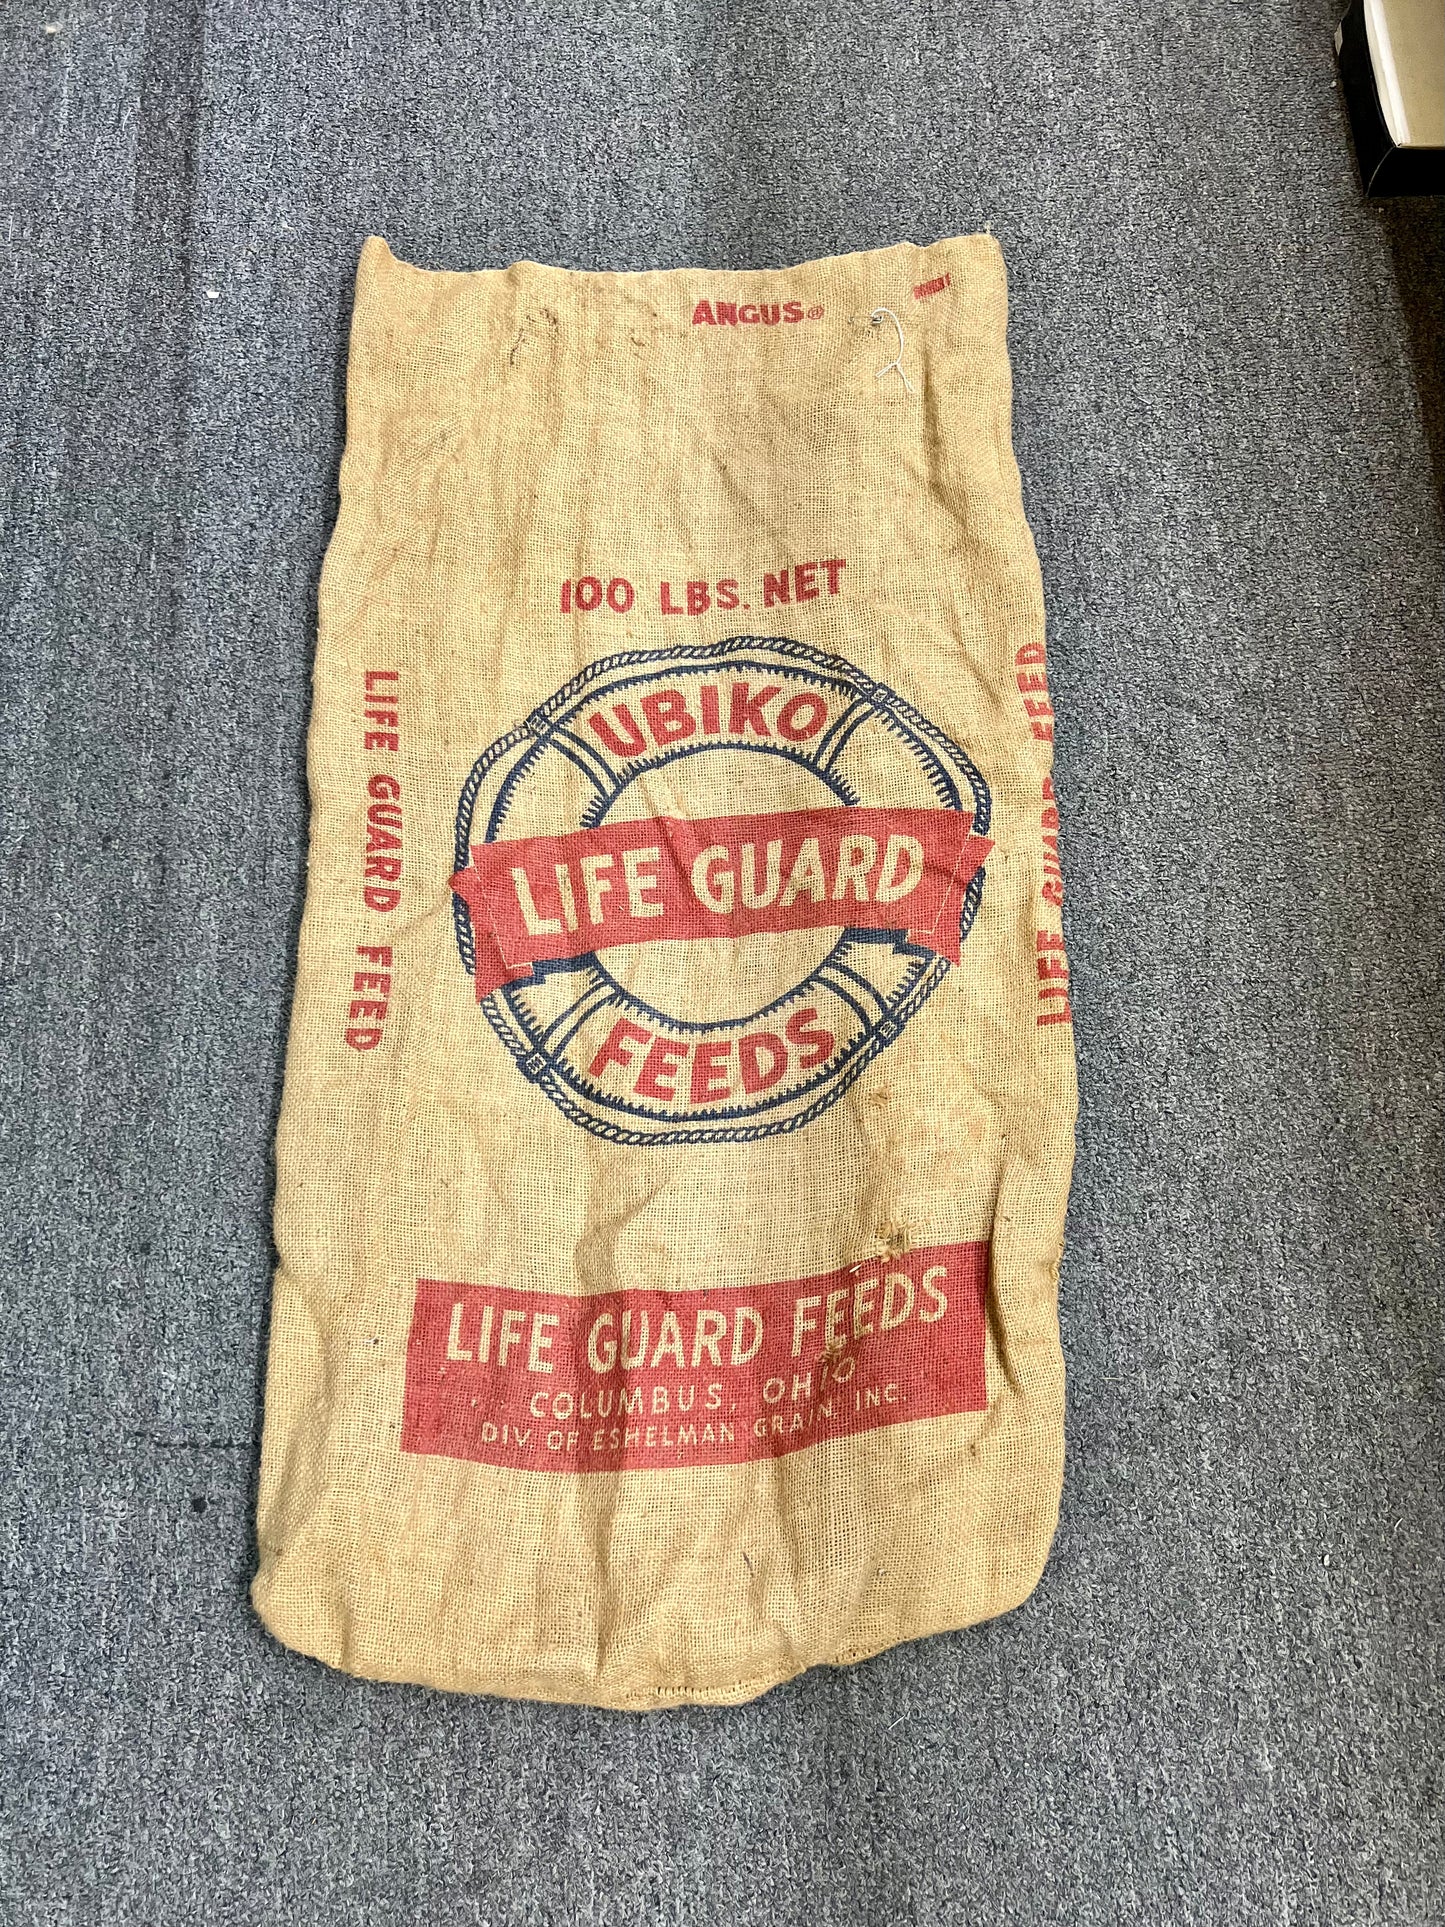 ANGUS®
100 LBS. NET
UBIKO
LIFE GUARD
FEEDS
LIFE GUARD FEED
LIFE GUARD FEED
LIFE GUARD FEEDS
COLUMBUS, OHIO
DIV OF ESHELMAN GRAIN, INC.